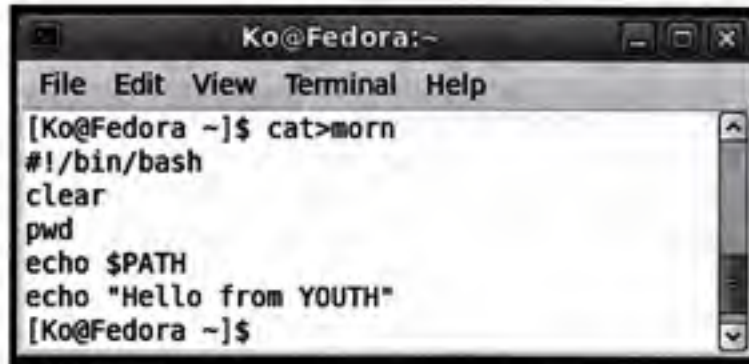 Ko@Fedora:~
File Edit View Terminal Help
[Ko@Fedora ~]$ cat>morn
#!/bin/bash
clear
pwd
echo $PATH
echo "Hello from YOUTH"
[Ko@Fedora ~]$